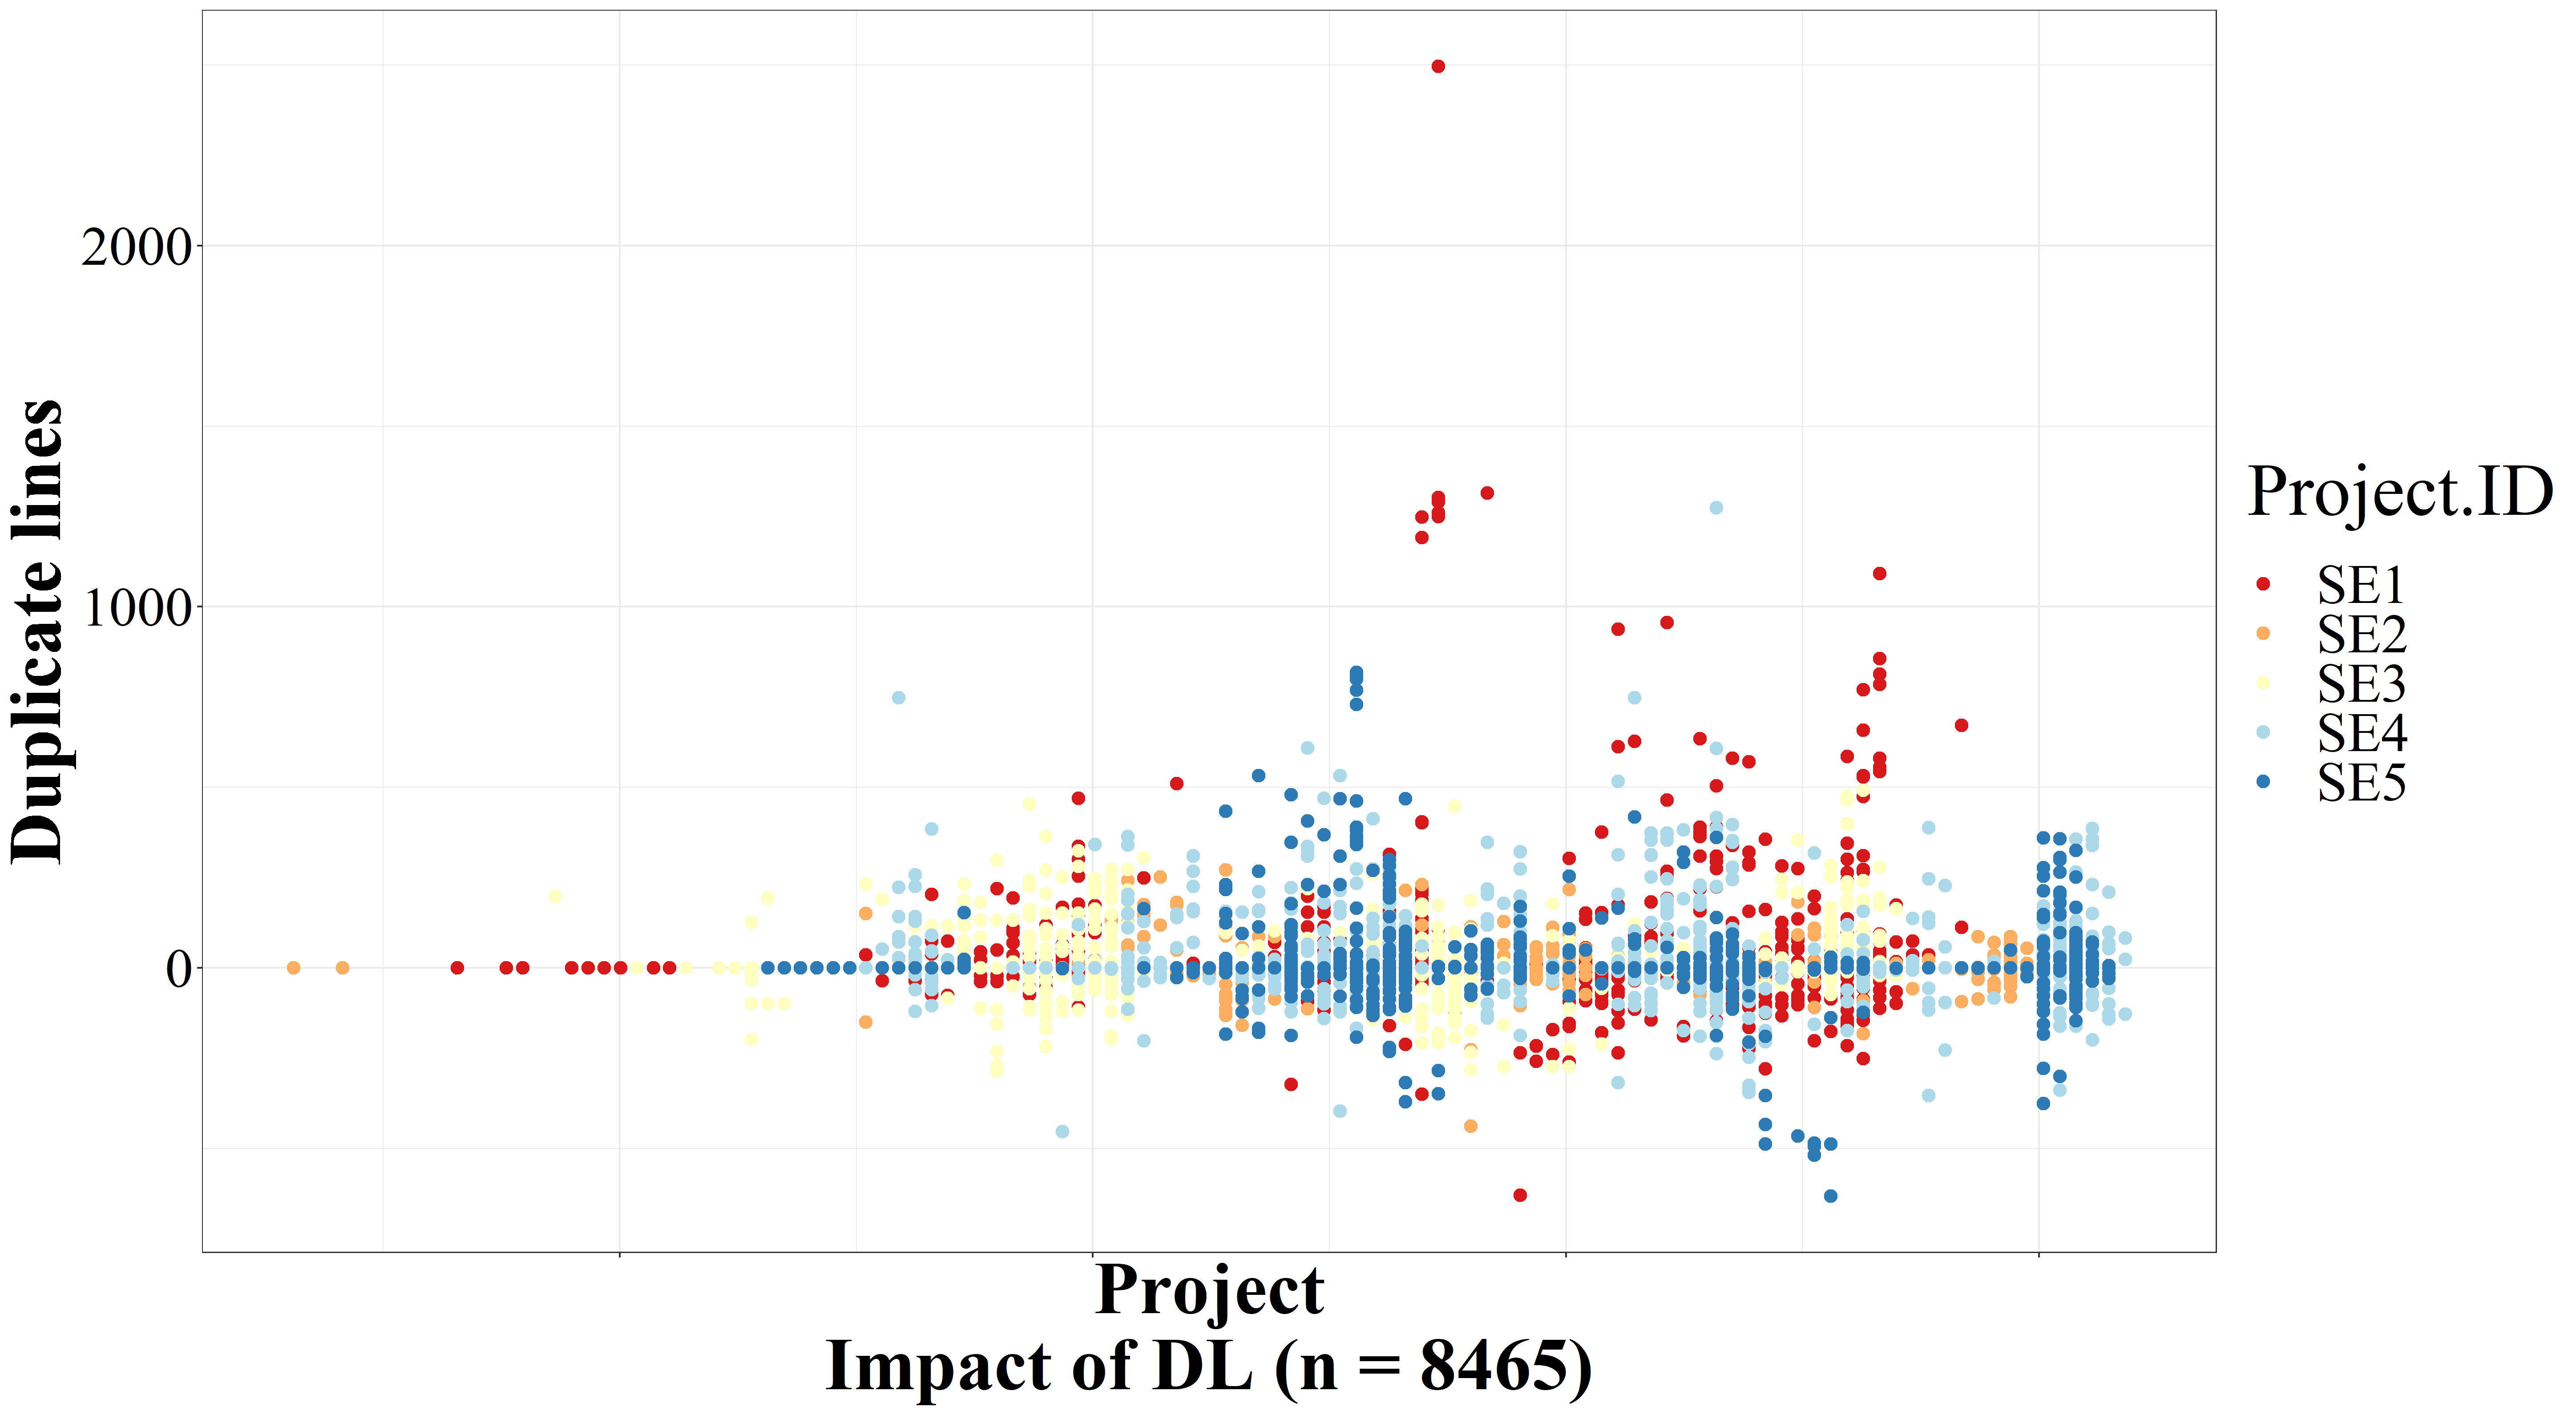 Duplicate lines
2000
1000
0
Project
Impact of DL (n = 8465)
Project.ID
SE1
SE2
SE3
SE4
SE5